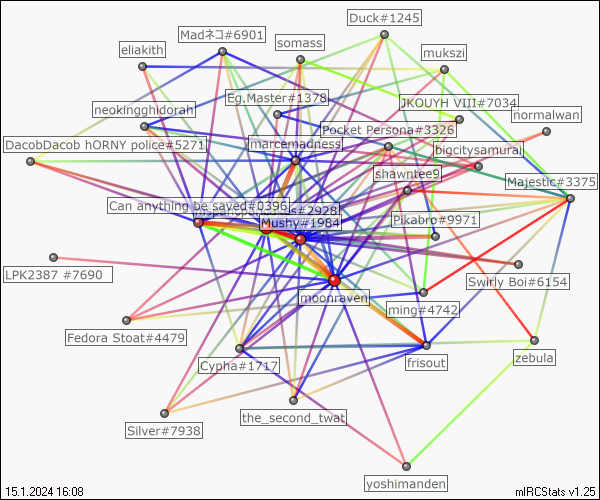 Duck#1245
Madネコ#6901
somass
eliakith
mukszi
Eg.Master#1378
JKOUYH VIII#7034
neokingghidorah
normalwan
Pocket Persona#3326
DacobDacob hORNY police#5271
marcemadness
bigcitysamurai
shawntee9
Majestic#3375
Can anything be saved#0396
#2928
Mushy#1984
Pikabro#9971
LPK2387 #7690
Swirly Boi#6154
moonraven
ming#4742
Fedora Stoat#4479
Cypha#1717
frisout
zebula
Silver#7938
the_second_twat
yoshimanden
15.1.2024 16:08
mIRCStats v1.25